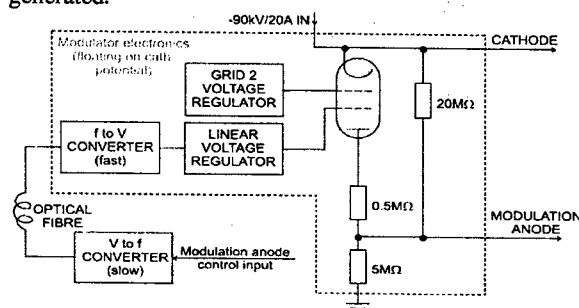 generated.
-90kV/20A IN
CATHODE
Modulator electronics
(floating on cath
potential)
GRID 2
VOLTAGE
REGULATOR
20MΩ
f to V
CONVERTER
(fast)
LINEAR
VOLTAGE
REGULATOR
0.5MΩ
OPTICAL
FIBRE
MODULATION
ANODE
V to f
CONVERTER
(slow)
Modulation anode
control input
5MΩ